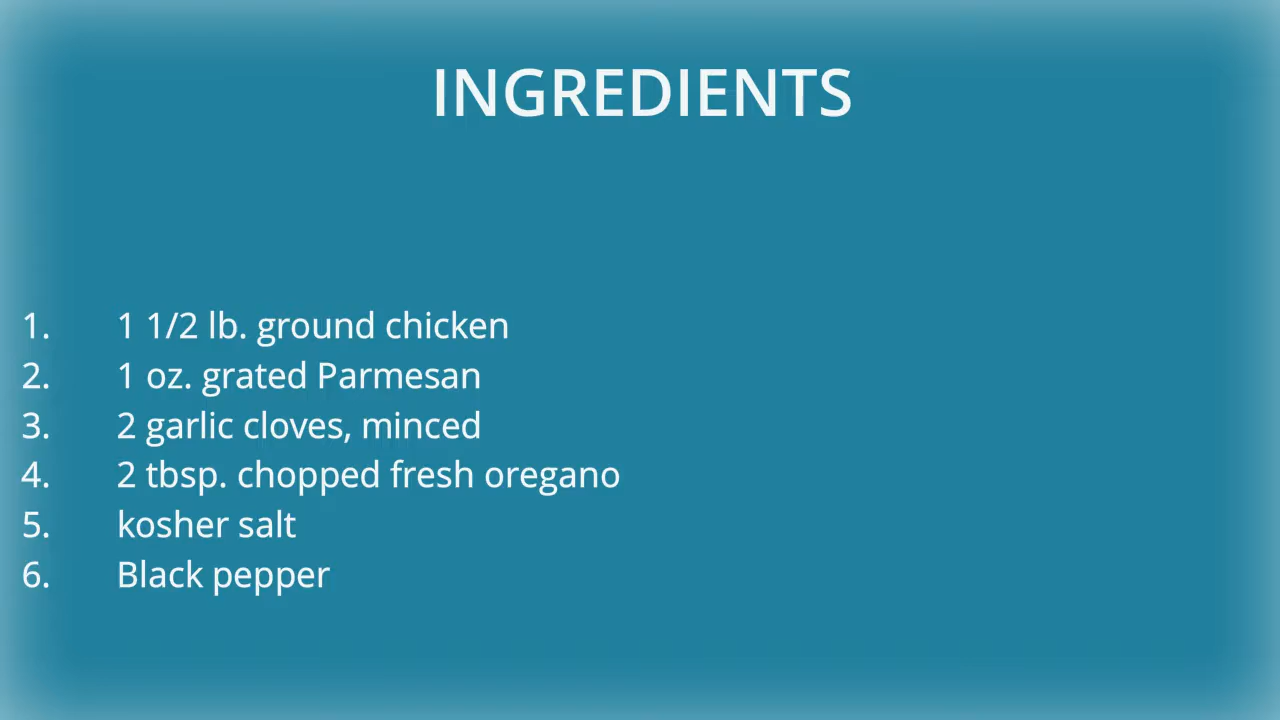 INGREDIENTS
1. 1 1/2 lb. ground chicken
2. 1 oz. grated Parmesan
3. 2 garlic cloves, minced
4. 2 tbsp. chopped fresh oregano
5. kosher salt
6. Black pepper